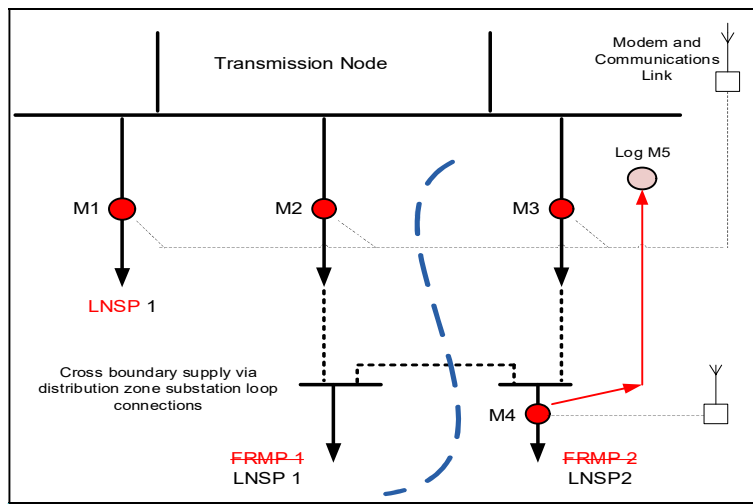 Transmission Node
Modem and
Communications
Link
Log M5
M1
M2
M3
LNSP 1
Cross boundary supply via
distribution zone substation loop
connections
M4
FRMP 1
LNSP 1
FRMP 2
LNSP2